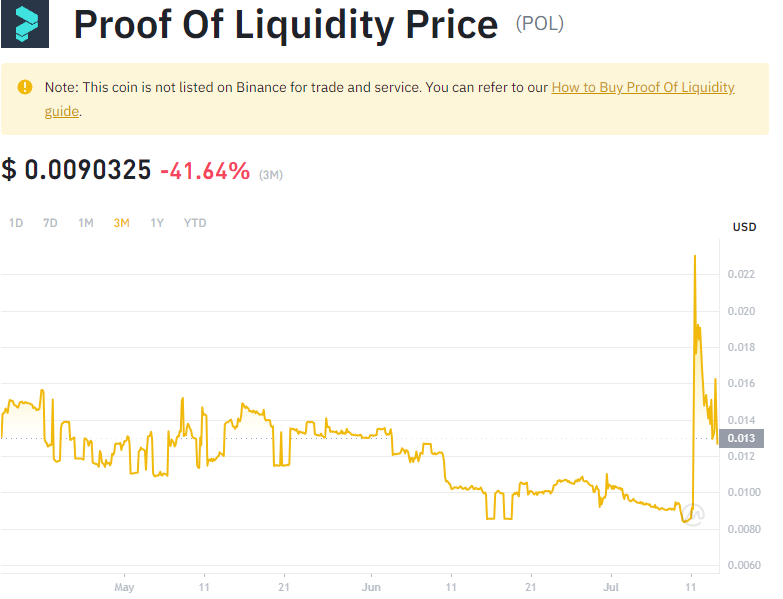 Proof Of Liquidity Price (POL)
Note: This coin is not listed on Binance for trade and service. You can refer to our How to Buy Proof Of Liquidity
guide.
$ 0.0090325 -41.64% (3M)
1D 7D 1M 3M 1Y YTD
USD
0.022
0.020
0.018
0.016
0.014
0.013
0.012
0.0100
0.0080
0.0060
May 11 21 Jun 11 21 Jul 11